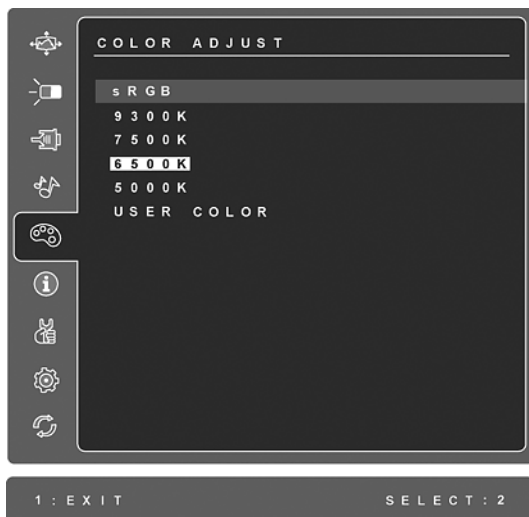 COLOR ADJUST
sRGB
9300K
7500K
6500K
5000K
USER COLOR
1:EXIT SELECT:2